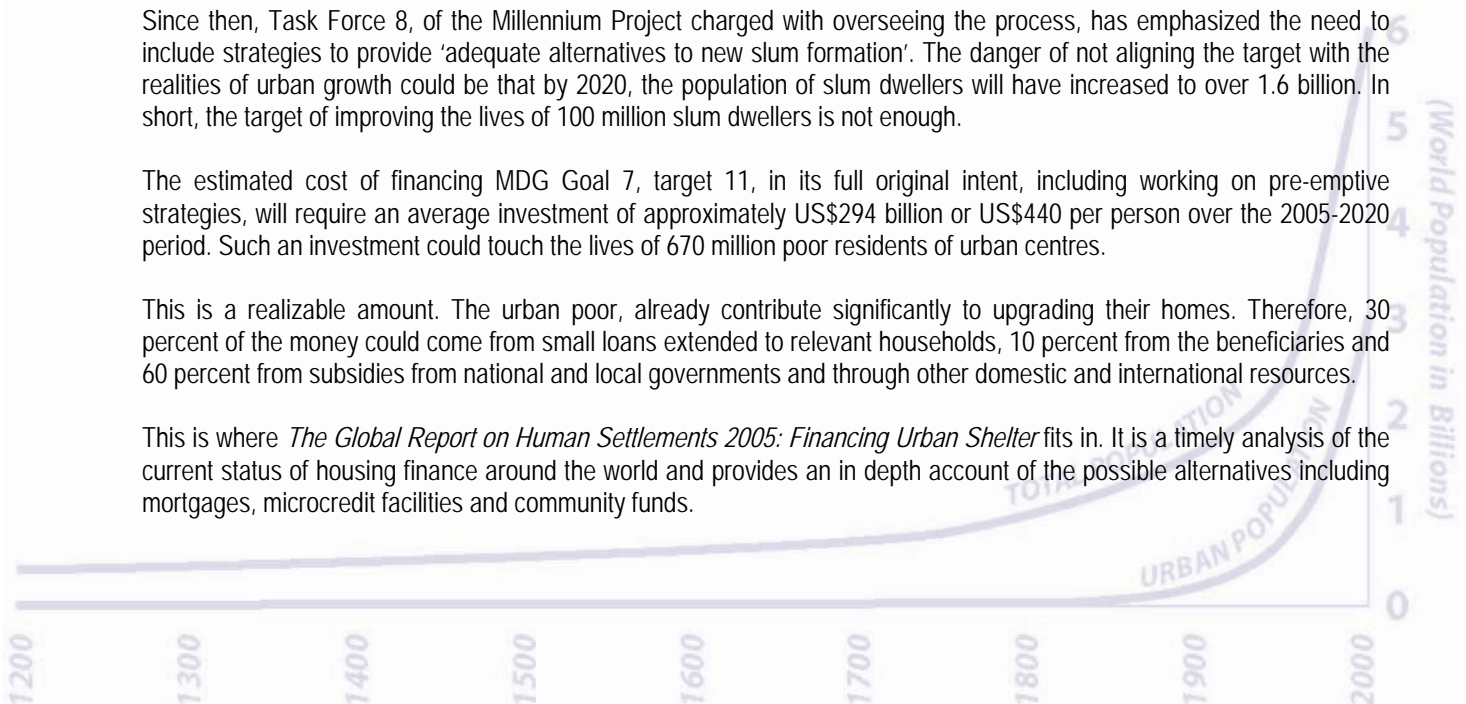 Since then, Task Force 8, of the Millennium Project charged with overseeing the process, has emphasized the need to
include strategies to provide ‘adequate alternatives to new slum formation’. The danger of not aligning the target with the
realities of urban growth could be that by 2020, the population of slum dwellers will have increased to over 1.6 billion. In
short, the target of improving the lives of 100 million slum dwellers is not enough.
The estimated cost of financing MDG Goal 7, target 11, in its full original intent, including working on pre-emptive
strategies, will require an average investment of approximately US$294 billion or US$440 per person over the 2005-2020
period. Such an investment could touch the lives of 670 million poor residents of urban centres.
This is a realizable amount. The urban poor, already contribute significantly to upgrading their homes. Therefore, 30
percent of the money could come from small loans extended to relevant households, 10 percent from the beneficiaries and
60 percent from subsidies from national and local governments and through other domestic and international resources.
This is where The Global Report on Human Settlements 2005: Financing Urban Shelter fits in. It is a timely analysis of the
current status of housing finance around the world and provides an in depth account of the possible alternatives including
mortgages, microcredit facilities and community funds.
TOTAL POPULATION
URBAN POPULATION
6
5
4
3
2
1
0
(World Population in Billions)
1200
1300
1400
1500
1600
1700
1800
1900
2000